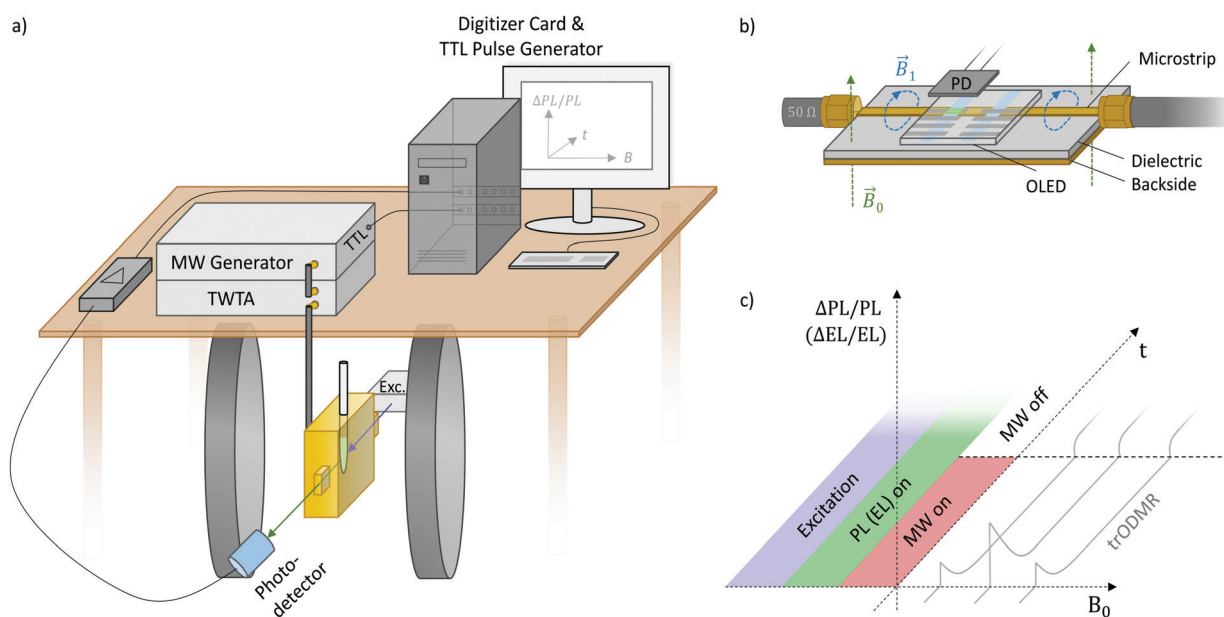 a)
Digitizer Card &
TTL Pulse Generator
ΔPL/PL
t
B
TTL
MW Generator
TWTA
Exc.
Photo-
detector
b)
B⃗₁
PD
Microstrip
50 Ω
Dielectric
OLED
Backside
B⃗₀
c)
ΔPL/PL
(ΔEL/EL)
t
MW off
Excitation
PL (EL) on
MW on
trODMR
B₀